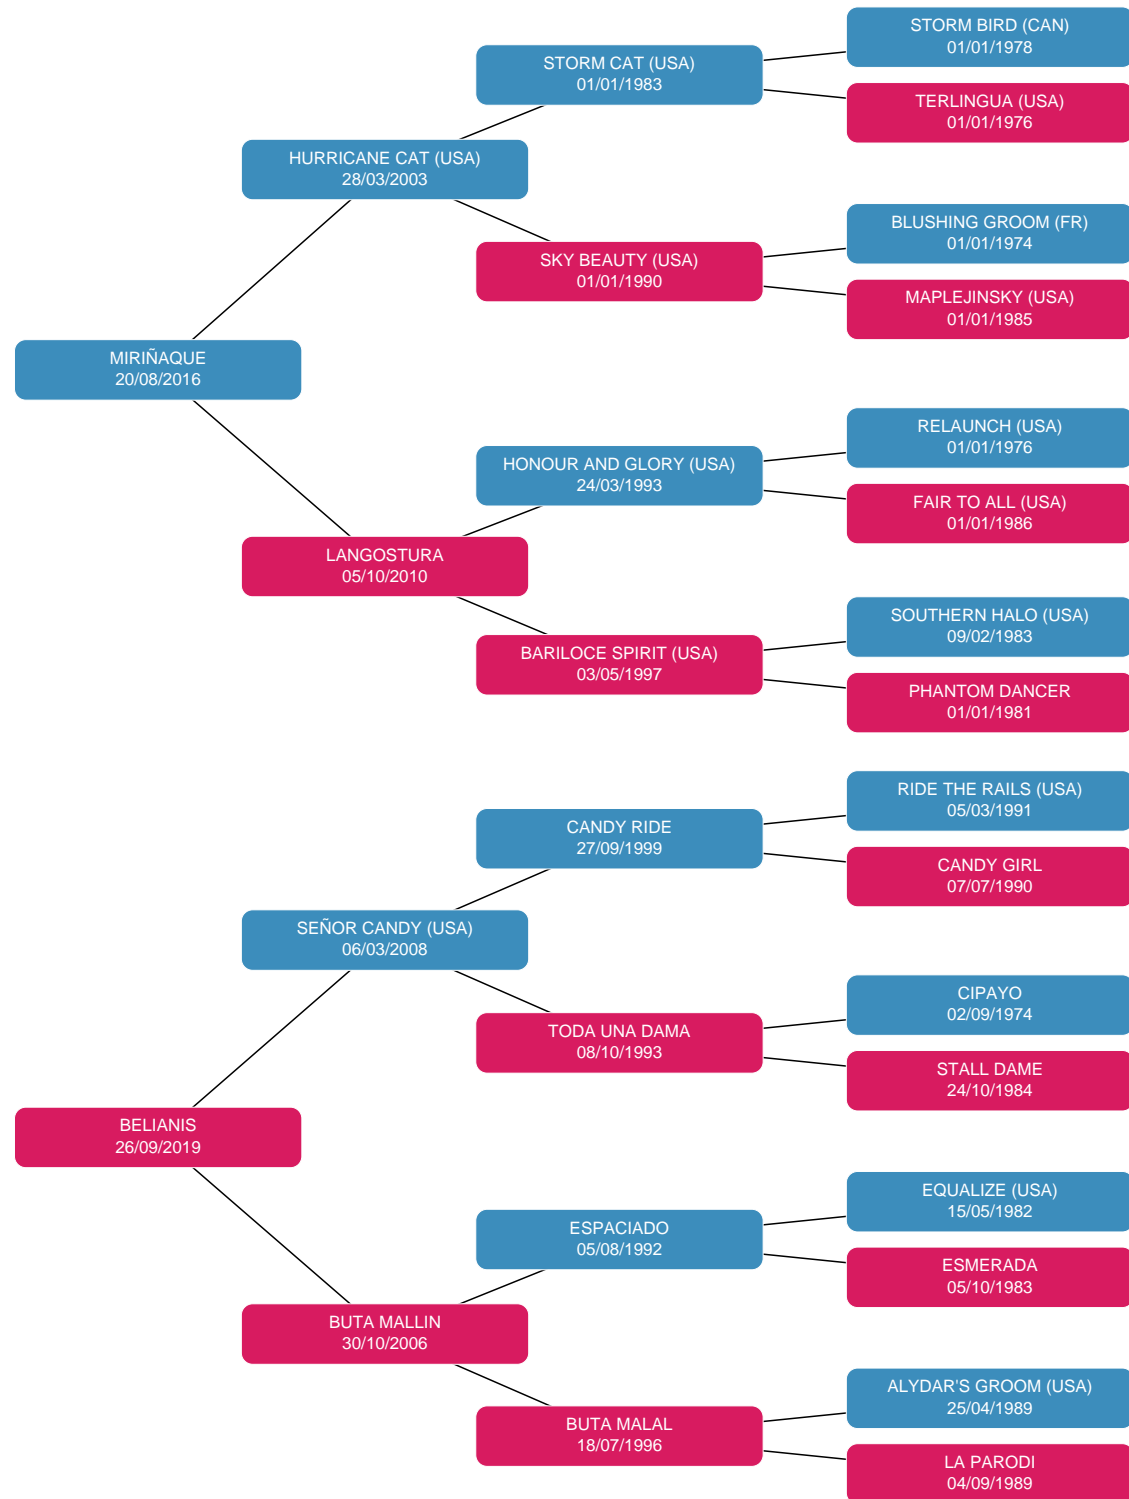 STORM BIRD (CAN)
01/01/1978
STORM CAT (USA)
01/01/1983
TERLINGUA (USA)
01/01/1976
HURRICANE CAT (USA)
28/03/2003
BLUSHING GROOM (FR)
01/01/1974
SKY BEAUTY (USA)
01/01/1990
MAPLEJINSKY (USA)
01/01/1985
MIRIÑAQUE
20/08/2016
RELAUNCH (USA)
01/01/1976
HONOUR AND GLORY (USA)
24/03/1993
FAIR TO ALL (USA)
01/01/1986
LANGOSTURA
05/10/2010
SOUTHERN HALO (USA)
09/02/1983
BARILOCE SPIRIT (USA)
03/05/1997
PHANTOM DANCER
01/01/1981
RIDE THE RAILS (USA)
05/03/1991
CANDY RIDE
27/09/1999
CANDY GIRL
07/07/1990
SEÑOR CANDY (USA)
06/03/2008
CIPAYO
02/09/1974
TODA UNA DAMA
08/10/1993
STALL DAME
24/10/1984
BELIANIS
26/09/2019
EQUALIZE (USA)
15/05/1982
ESPACIADO
05/08/1992
ESMERADA
05/10/1983
BUTA MALLIN
30/10/2006
ALYDAR'S GROOM (USA)
25/04/1989
BUTA MALAL
18/07/1996
LA PARODI
04/09/1989